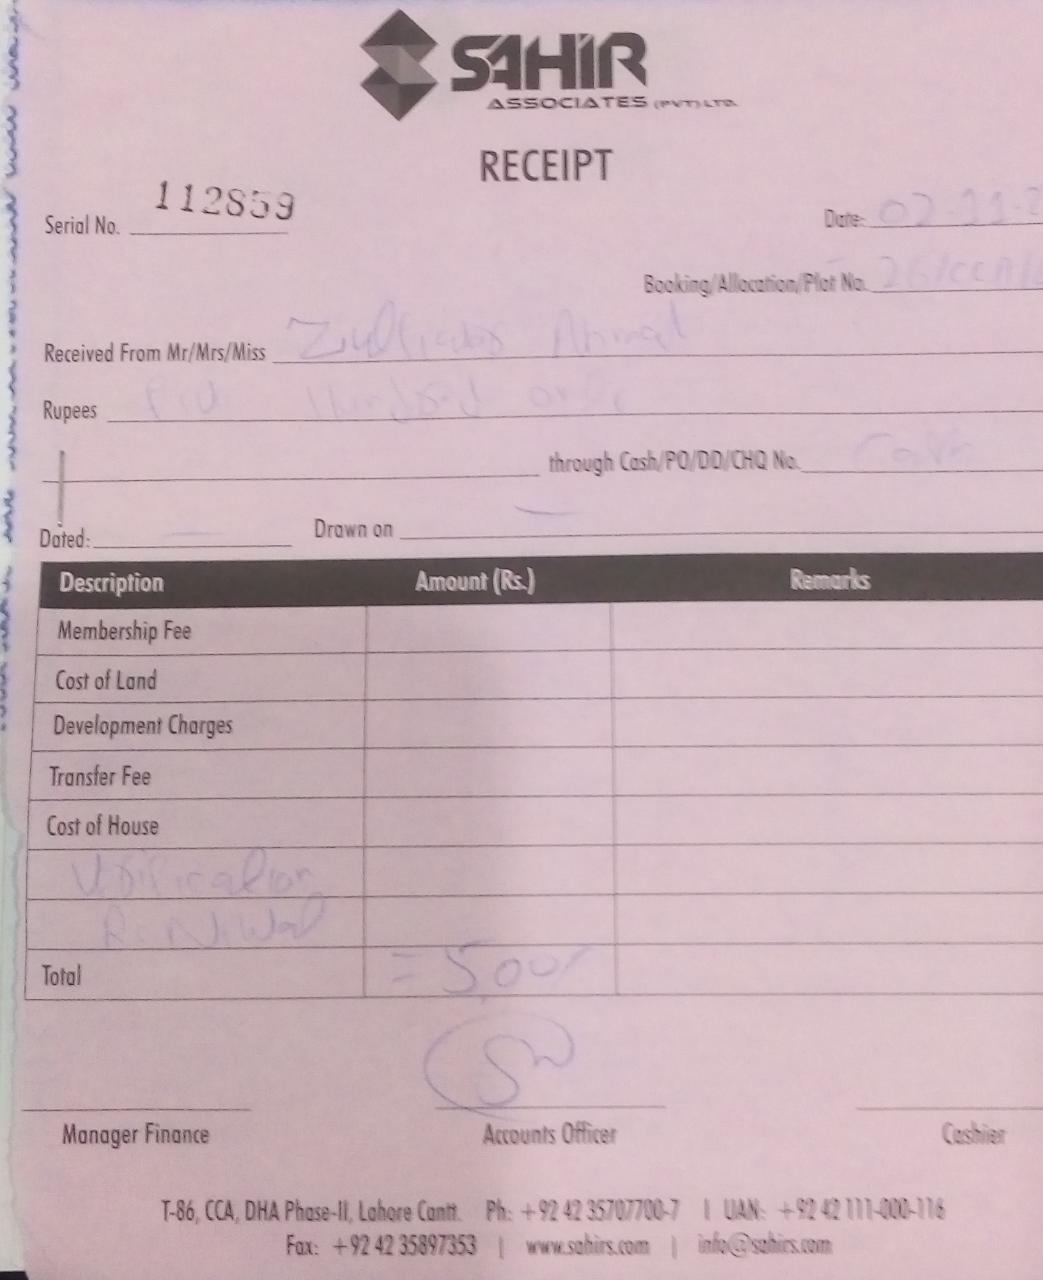 SAHIR
ASSOCIATES (PVT) LTD.
RECEIPT
Serial No. 112859
Date: 02-11-
Booking/Allocation/Plot No. 26/CCA/
Received From Mr/Mrs/Miss Zulfiqar Ahmad
Rupees Hundred only
through Cash/PO/DD/CHQ No. Cash
Dated: — Drawn on —
Description Amount (Rs.) Remarks
Membership Fee
Cost of Land
Development Charges
Transfer Fee
Cost of House
Verification
Total = 500/
Manager Finance Accounts Officer Cashier
T-86, CCA, DHA Phase-II, Lahore Cantt. Ph: +92 42 35707700-7 | UAN: +92 42 111-000-116
Fax: +92 42 35897353 | www.sahirs.com | info@sahirs.com